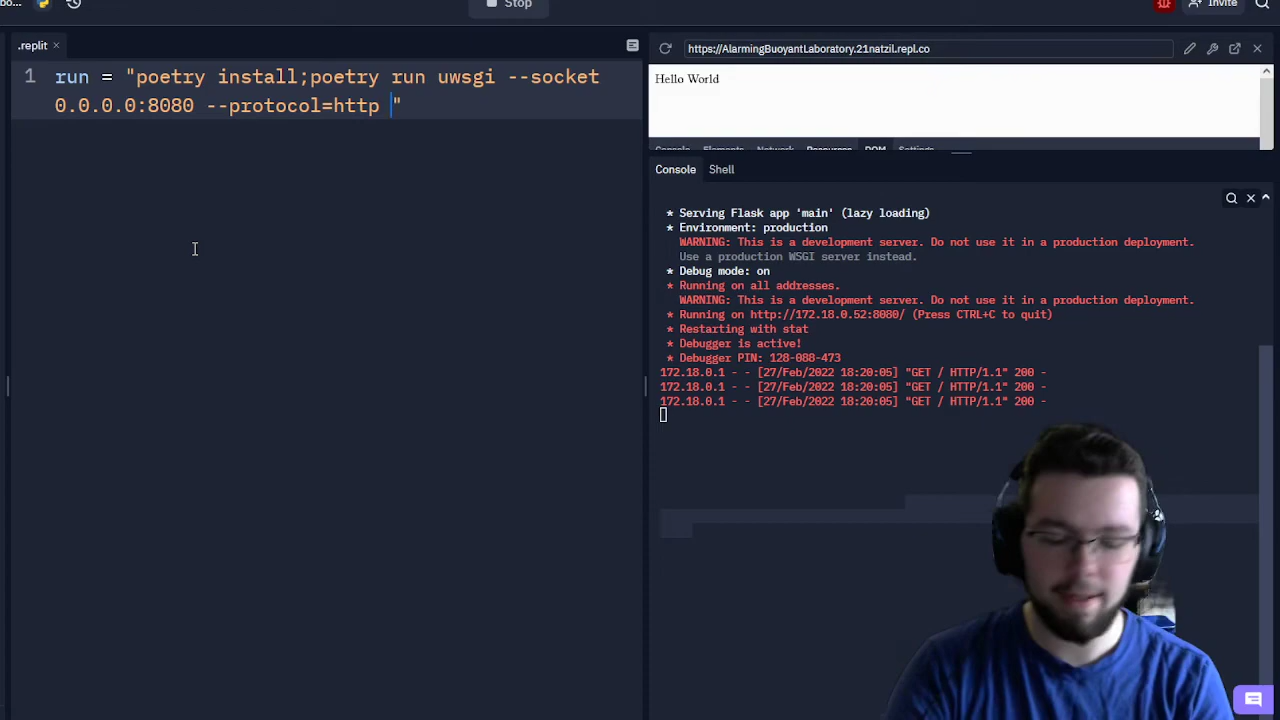 Stop
Invite
.replit
https://AlarmingBuoyantLaboratory.21natzil.repl.co
1 run = "poetry install;poetry run uwsgi --socket
0.0.0.0:8080 --protocol=http "
Hello World
Console Elements Network Resources DOM Settings
Console Shell
* Serving Flask app 'main' (lazy loading)
* Environment: production
WARNING: This is a development server. Do not use it in a production deployment.
Use a production WSGI server instead.
* Debug mode: on
* Running on all addresses.
WARNING: This is a development server. Do not use it in a production deployment.
* Running on http://172.18.0.52:8080/ (Press CTRL+C to quit)
* Restarting with stat
* Debugger is active!
* Debugger PIN: 128-088-473
172.18.0.1 - - [27/Feb/2022 18:20:05] "GET / HTTP/1.1" 200 -
172.18.0.1 - - [27/Feb/2022 18:20:05] "GET / HTTP/1.1" 200 -
172.18.0.1 - - [27/Feb/2022 18:20:05] "GET / HTTP/1.1" 200 -